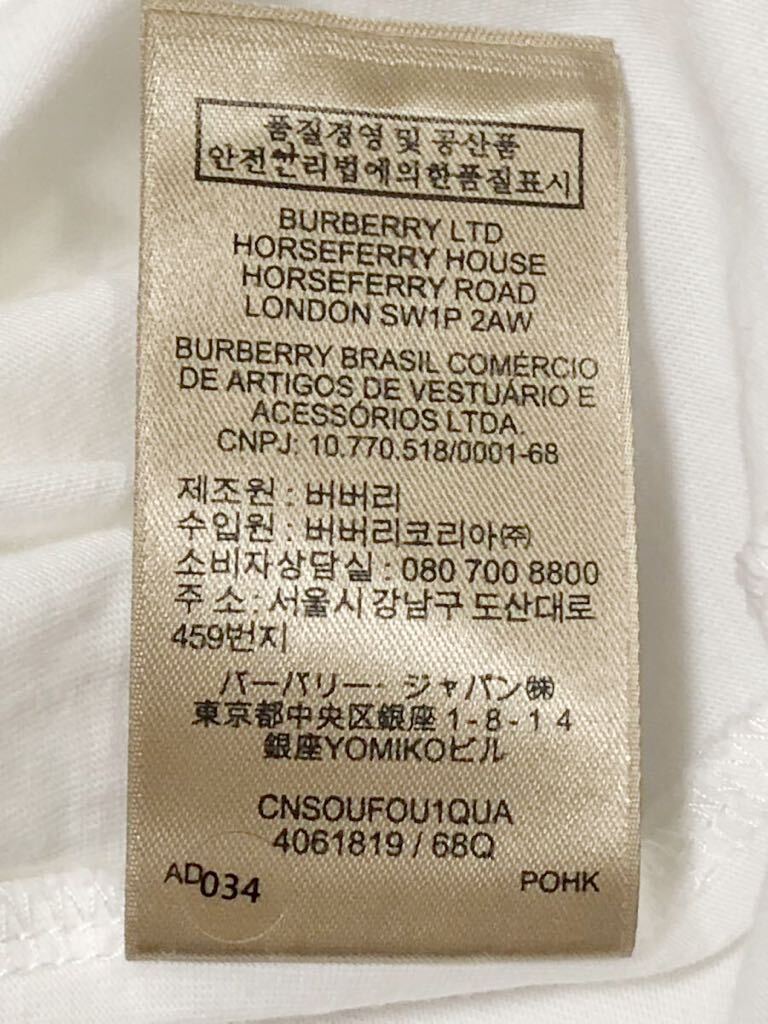 품질경영 및 공산품
안전한리법에의한품질표시
BURBERRY LTD
HORSEFERRY HOUSE
HORSEFERRY ROAD
LONDON SW1P 2AW
BURBERRY BRASIL COMÉRCIO
DE ARTIGOS DE VESTUÁRIO E
ACESSÓRIOS LTDA.
CNPJ: 10.770.518/0001-68
제조원 : 버버리
수입원 : 버버리코리아㈜
소비자상담실 : 080 700 8800
주 소 : 서울시 강남구 도산대로
459번지
バーバリー・ジャパン㈱
東京都中央区銀座 1-8-14
銀座YOMIKOビル
CNSOUFOU1QUA
4061819 / 68Q
AD034
POHK